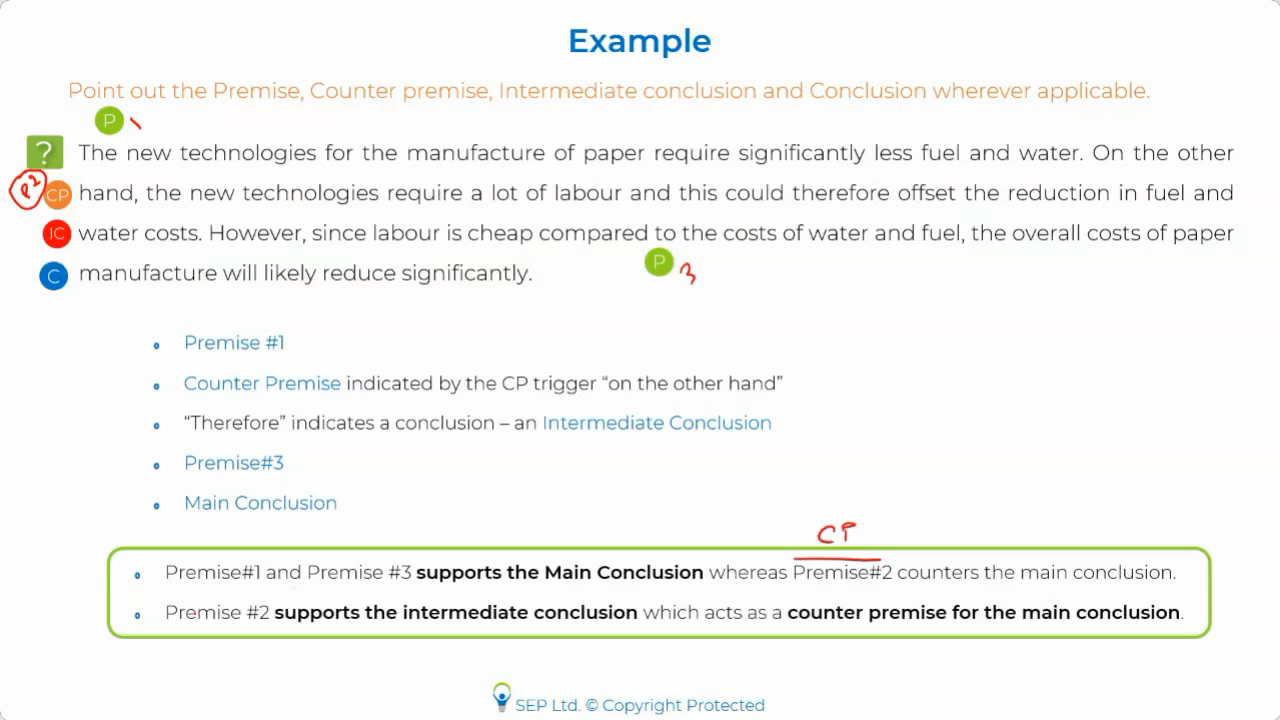 Example
Point out the Premise, Counter premise, Intermediate conclusion and Conclusion wherever applicable.
P 1
? The new technologies for the manufacture of paper require significantly less fuel and water. On the other
P2 CP hand, the new technologies require a lot of labour and this could therefore offset the reduction in fuel and
IC water costs. However, since labour is cheap compared to the costs of water and fuel, the overall costs of paper
P 3
C manufacture will likely reduce significantly.
Premise #1
Counter Premise indicated by the CP trigger “on the other hand”
“Therefore” indicates a conclusion – an Intermediate Conclusion
Premise#3
Main Conclusion
CP
Premise#1 and Premise #3 supports the Main Conclusion whereas Premise#2 counters the main conclusion.
Premise #2 supports the intermediate conclusion which acts as a counter premise for the main conclusion.
SEP Ltd. © Copyright Protected